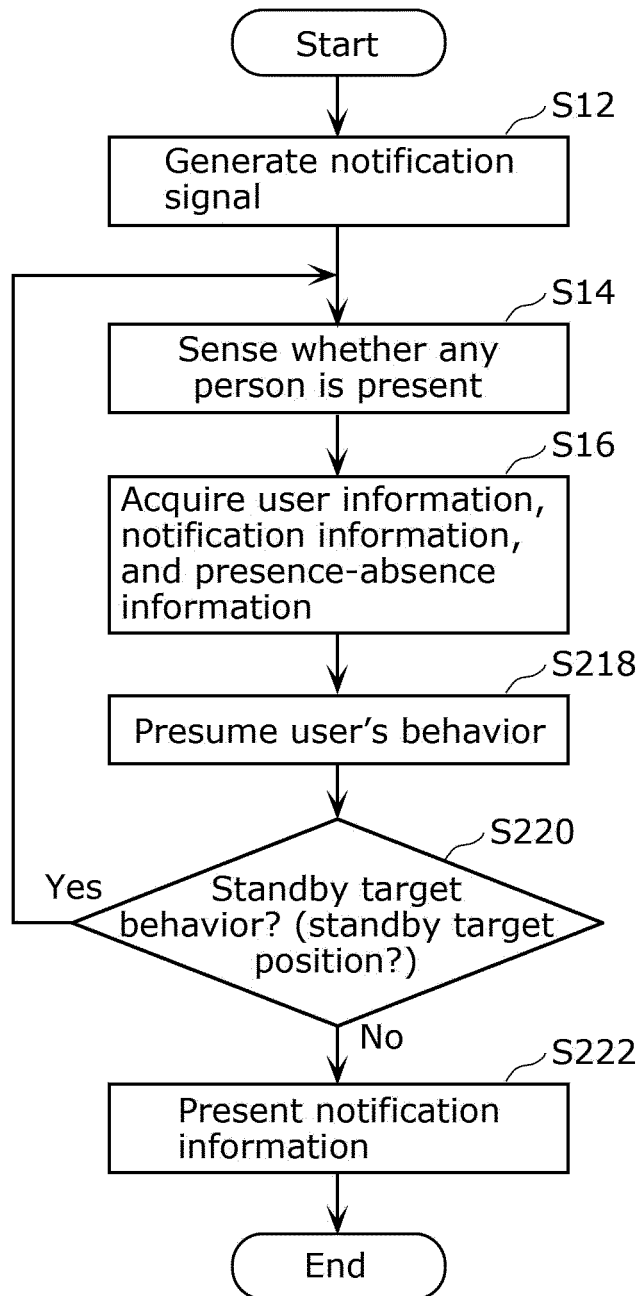 Start
S12
Generate notification
signal
S14
Sense whether any
person is present
S16
Acquire user information,
notification information,
and presence-absence
information
S218
Presume user's behavior
S220
Yes
Standby target
behavior? (standby target
position?)
No
S222
Present notification
information
End